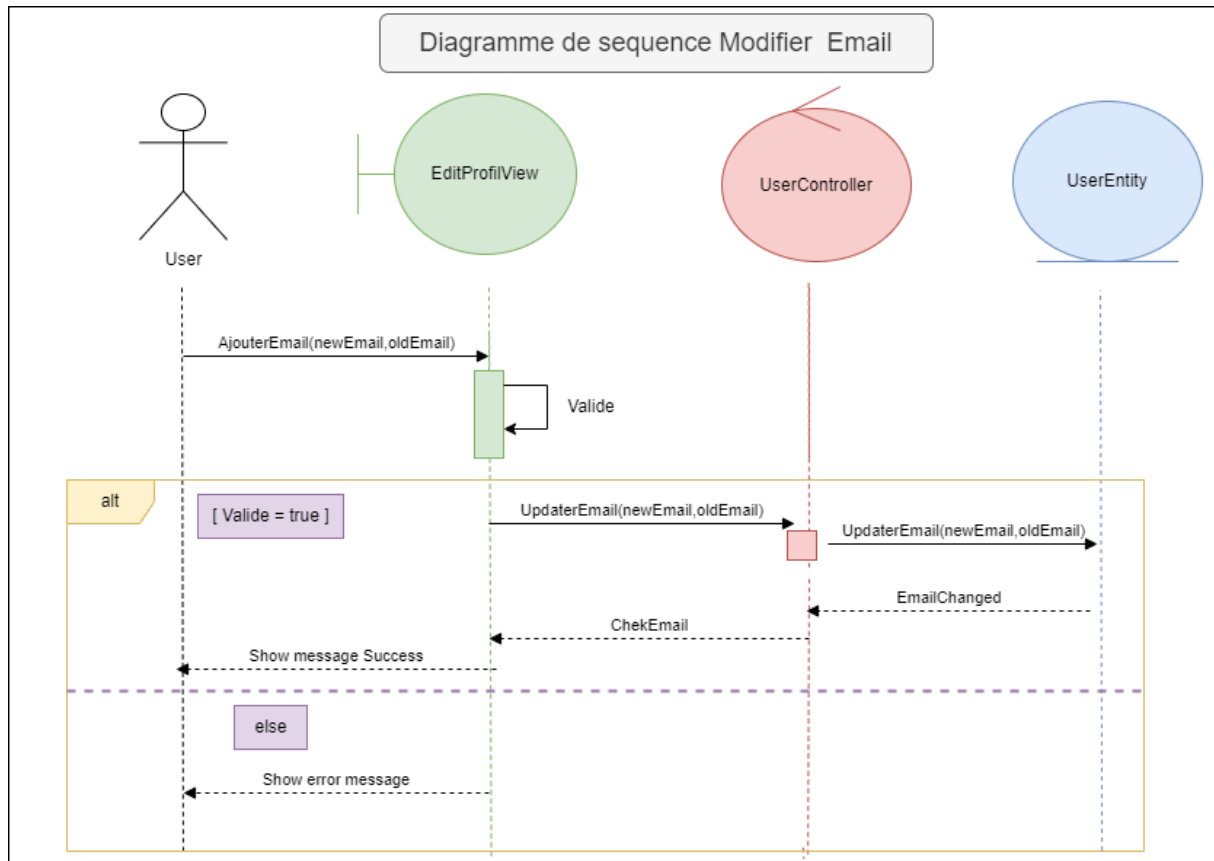 Diagramme de sequence Modifier Email
EditProfilView
UserController
UserEntity
User
AjouterEmail(newEmail,oldEmail)
Valide
alt
[ Valide = true ]
UpdaterEmail(newEmail,oldEmail)
UpdaterEmail(newEmail,oldEmail)
EmailChanged
ChekEmail
Show message Success
else
Show error message